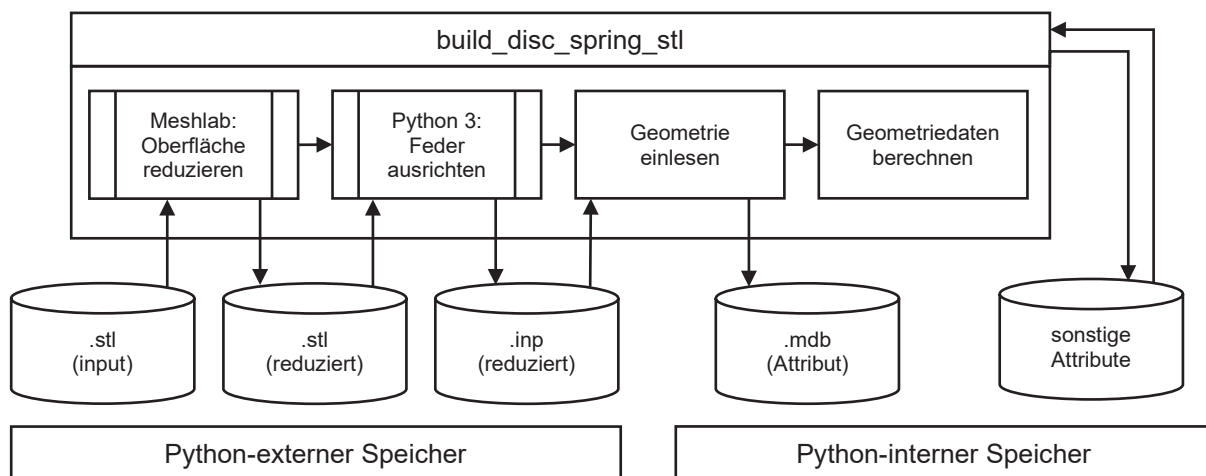 build_disc_spring_stl
Meshlab:
Oberfläche
reduzieren
Python 3:
Feder
ausrichten
Geometrie
einlesen
Geometriedaten
berechnen
.stl
(input)
.stl
(reduziert)
.inp
(reduziert)
.mdb
(Attribut)
sonstige
Attribute
Python-externer Speicher
Python-interner Speicher